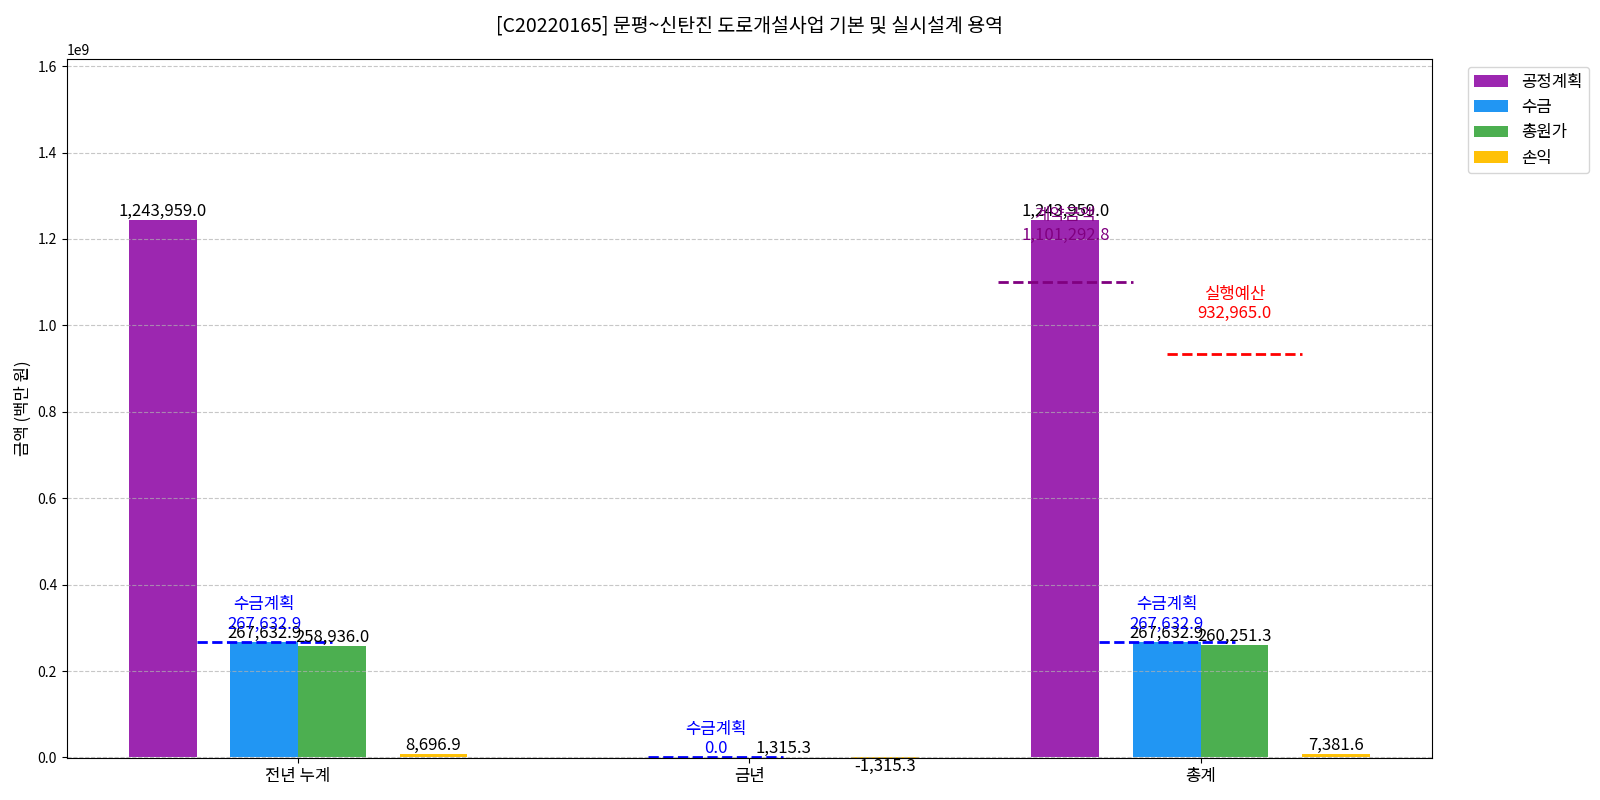 [C20220165] 문평~신탄진 도로개설사업 기본 및 실시설계 용역
1e9
1.6
1.4
1.2
1.0
0.8
0.6
0.4
0.2
0.0
금액 (백만 원)
공정계획
수금
총원가
손익
1,243,959.0
수금계획
267,632.9
267,632.9
258,936.0
8,696.9
수금계획
0.0
1,315.3
-1,315.3
1,243,959.0
계약금액
1,101,292.8
실행예산
932,965.0
수금계획
267,632.9
267,632.9
260,251.3
7,381.6
전년 누계
금년
총계